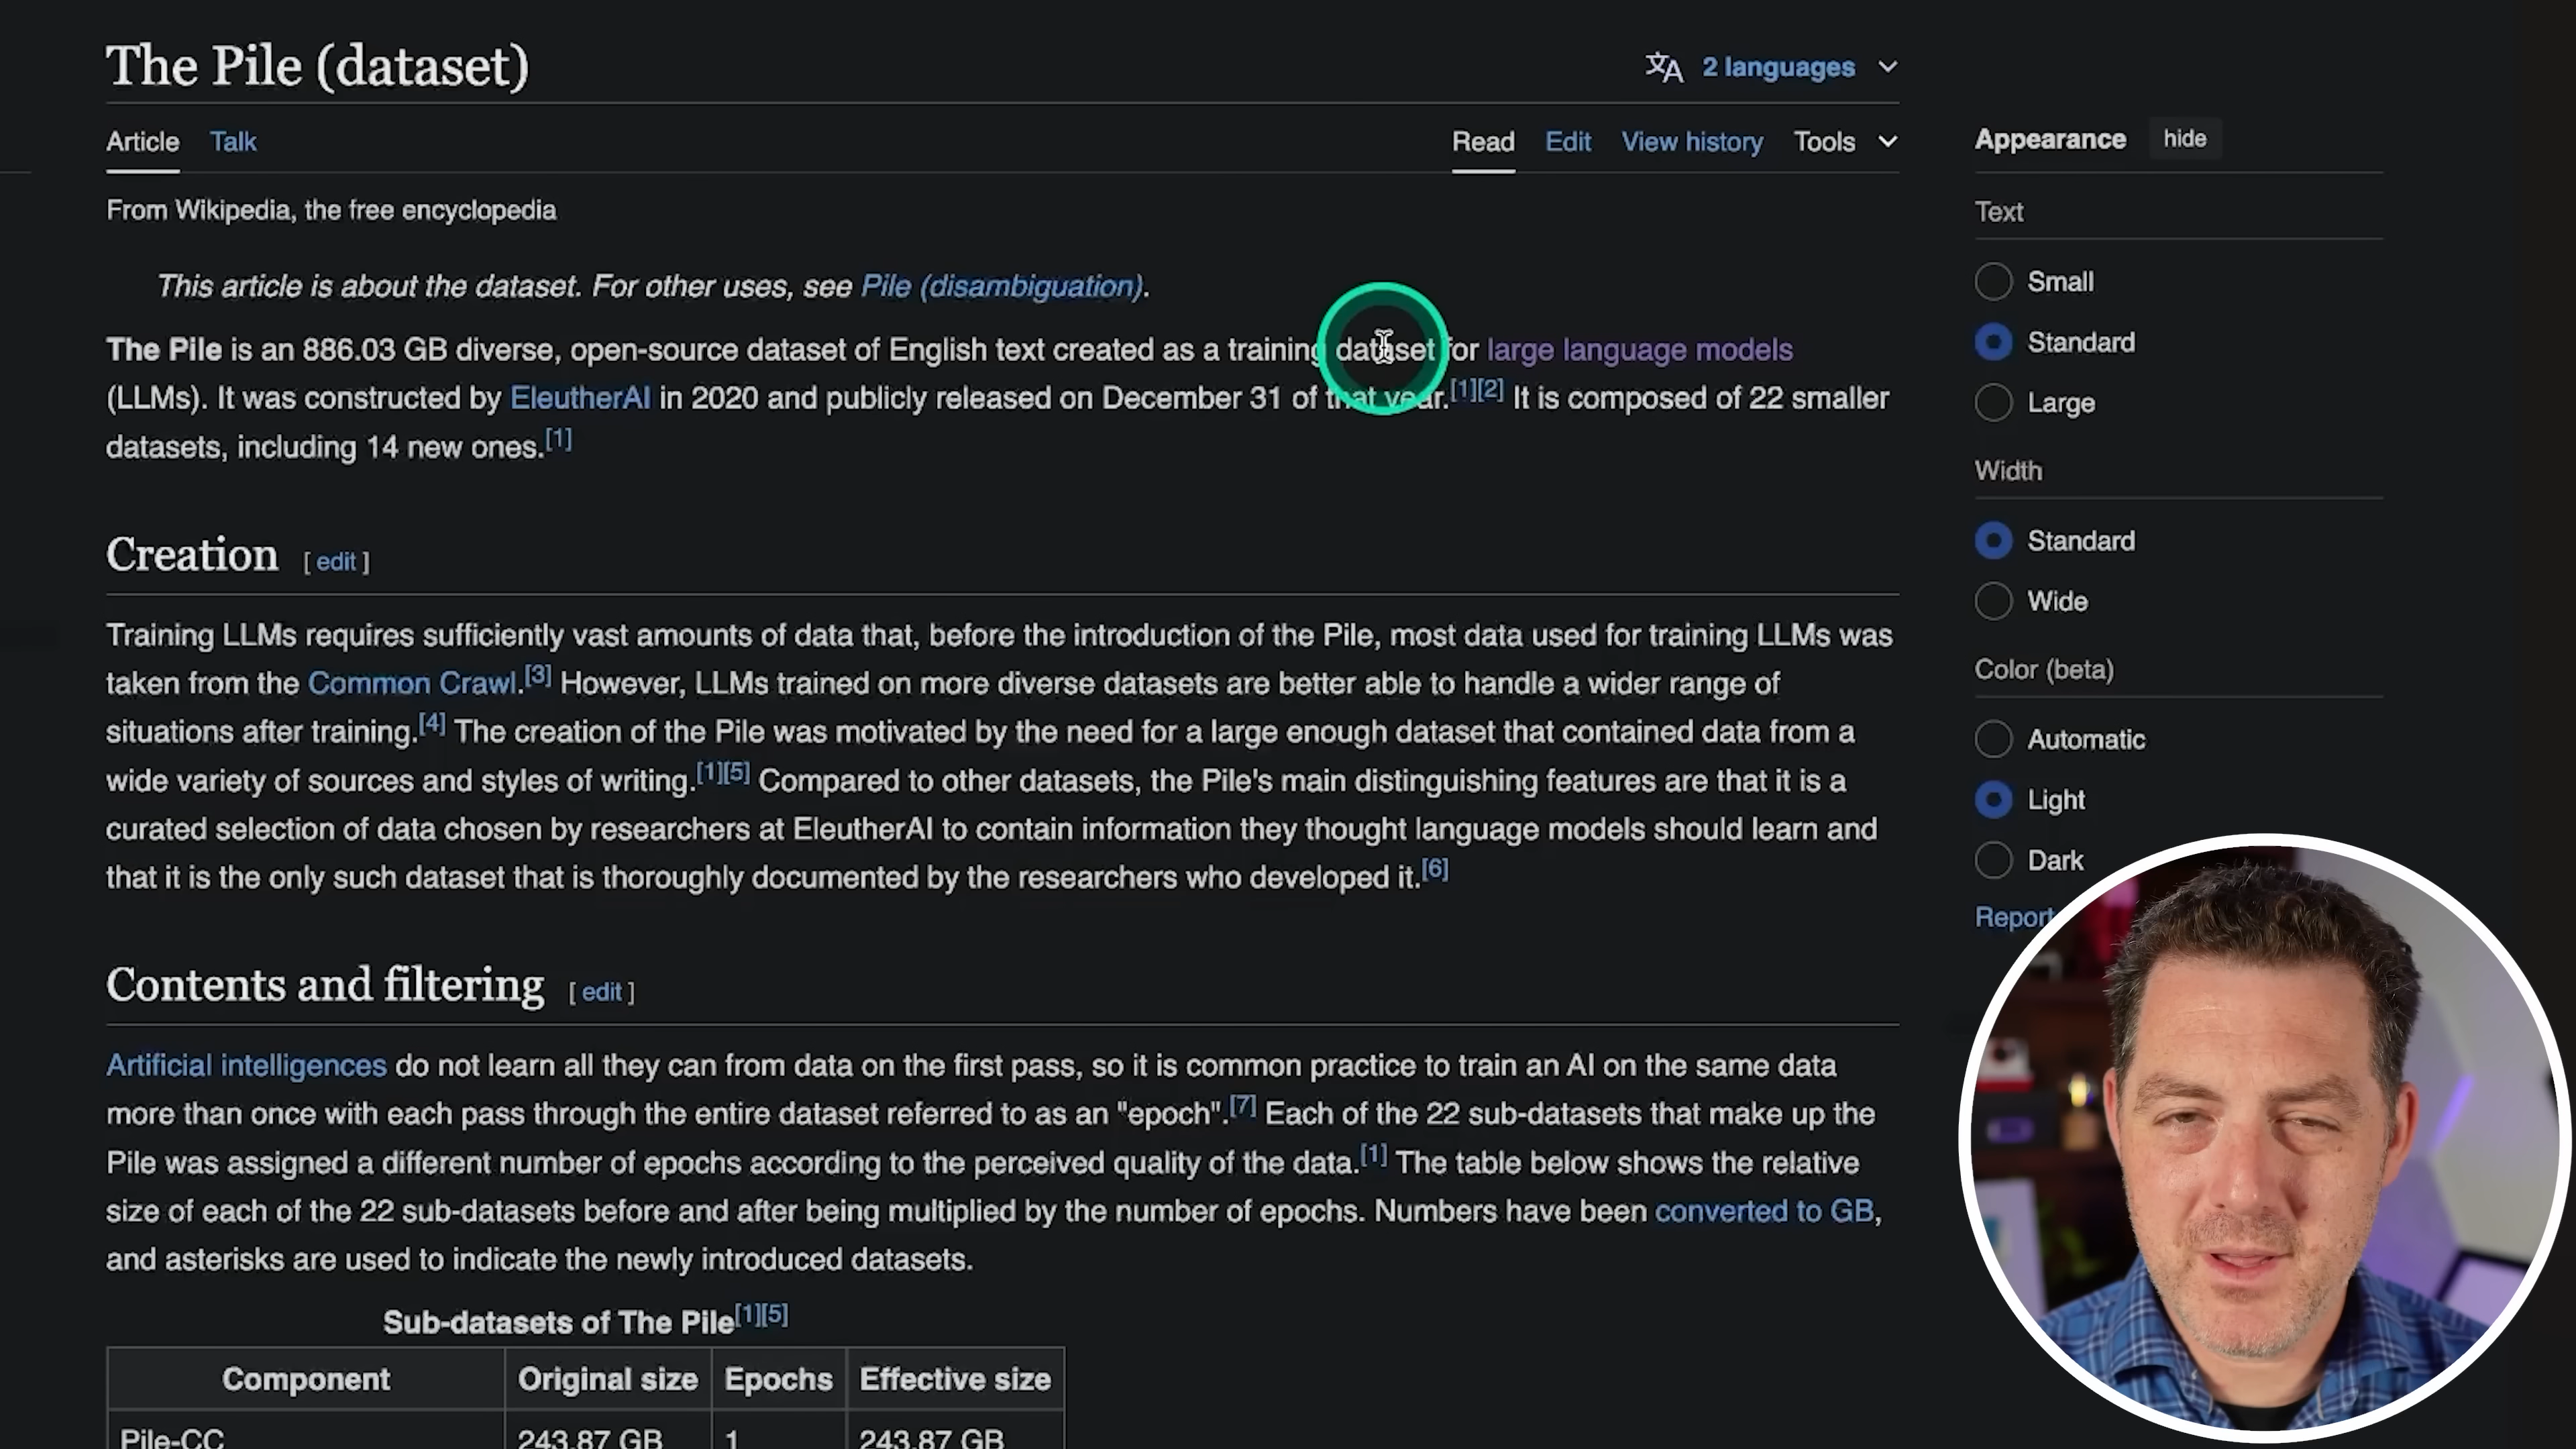 The Pile (dataset)
2 languages
Article Talk
Read Edit View history Tools
Appearance hide
From Wikipedia, the free encyclopedia
Text
This article is about the dataset. For other uses, see Pile (disambiguation).
Small
The Pile is an 886.03 GB diverse, open-source dataset of English text created as a training dataset for large language models
Standard
(LLMs). It was constructed by EleutherAI in 2020 and publicly released on December 31 of that year.[1][2] It is composed of 22 smaller
Large
datasets, including 14 new ones.[1]
Width
Standard
Creation [ edit ]
Wide
Training LLMs requires sufficiently vast amounts of data that, before the introduction of the Pile, most data used for training LLMs was
Color (beta)
taken from the Common Crawl.[3] However, LLMs trained on more diverse datasets are better able to handle a wider range of
situations after training.[4] The creation of the Pile was motivated by the need for a large enough dataset that contained data from a
Automatic
wide variety of sources and styles of writing.[1][5] Compared to other datasets, the Pile's main distinguishing features are that it is a
Light
curated selection of data chosen by researchers at EleutherAI to contain information they thought language models should learn and
Dark
that it is the only such dataset that is thoroughly documented by the researchers who developed it.[6]
Report
Contents and filtering [ edit ]
Artificial intelligences do not learn all they can from data on the first pass, so it is common practice to train an AI on the same data
more than once with each pass through the entire dataset referred to as an "epoch".[7] Each of the 22 sub-datasets that make up the
Pile was assigned a different number of epochs according to the perceived quality of the data.[1] The table below shows the relative
size of each of the 22 sub-datasets before and after being multiplied by the number of epochs. Numbers have been converted to GB,
and asterisks are used to indicate the newly introduced datasets.
Sub-datasets of The Pile[1][5]
Component Original size Epochs Effective size
Pile-CC 243.87 GB 1 243.87 GB